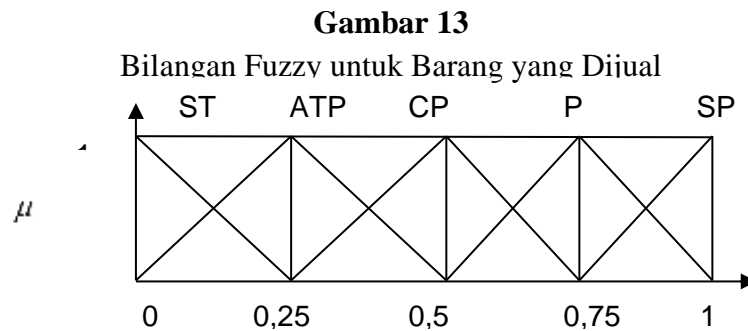 Gambar 13
Bilangan Fuzzy untuk Barang yang Dijual
ST ATP CP P SP
μ
0 0,25 0,5 0,75 1